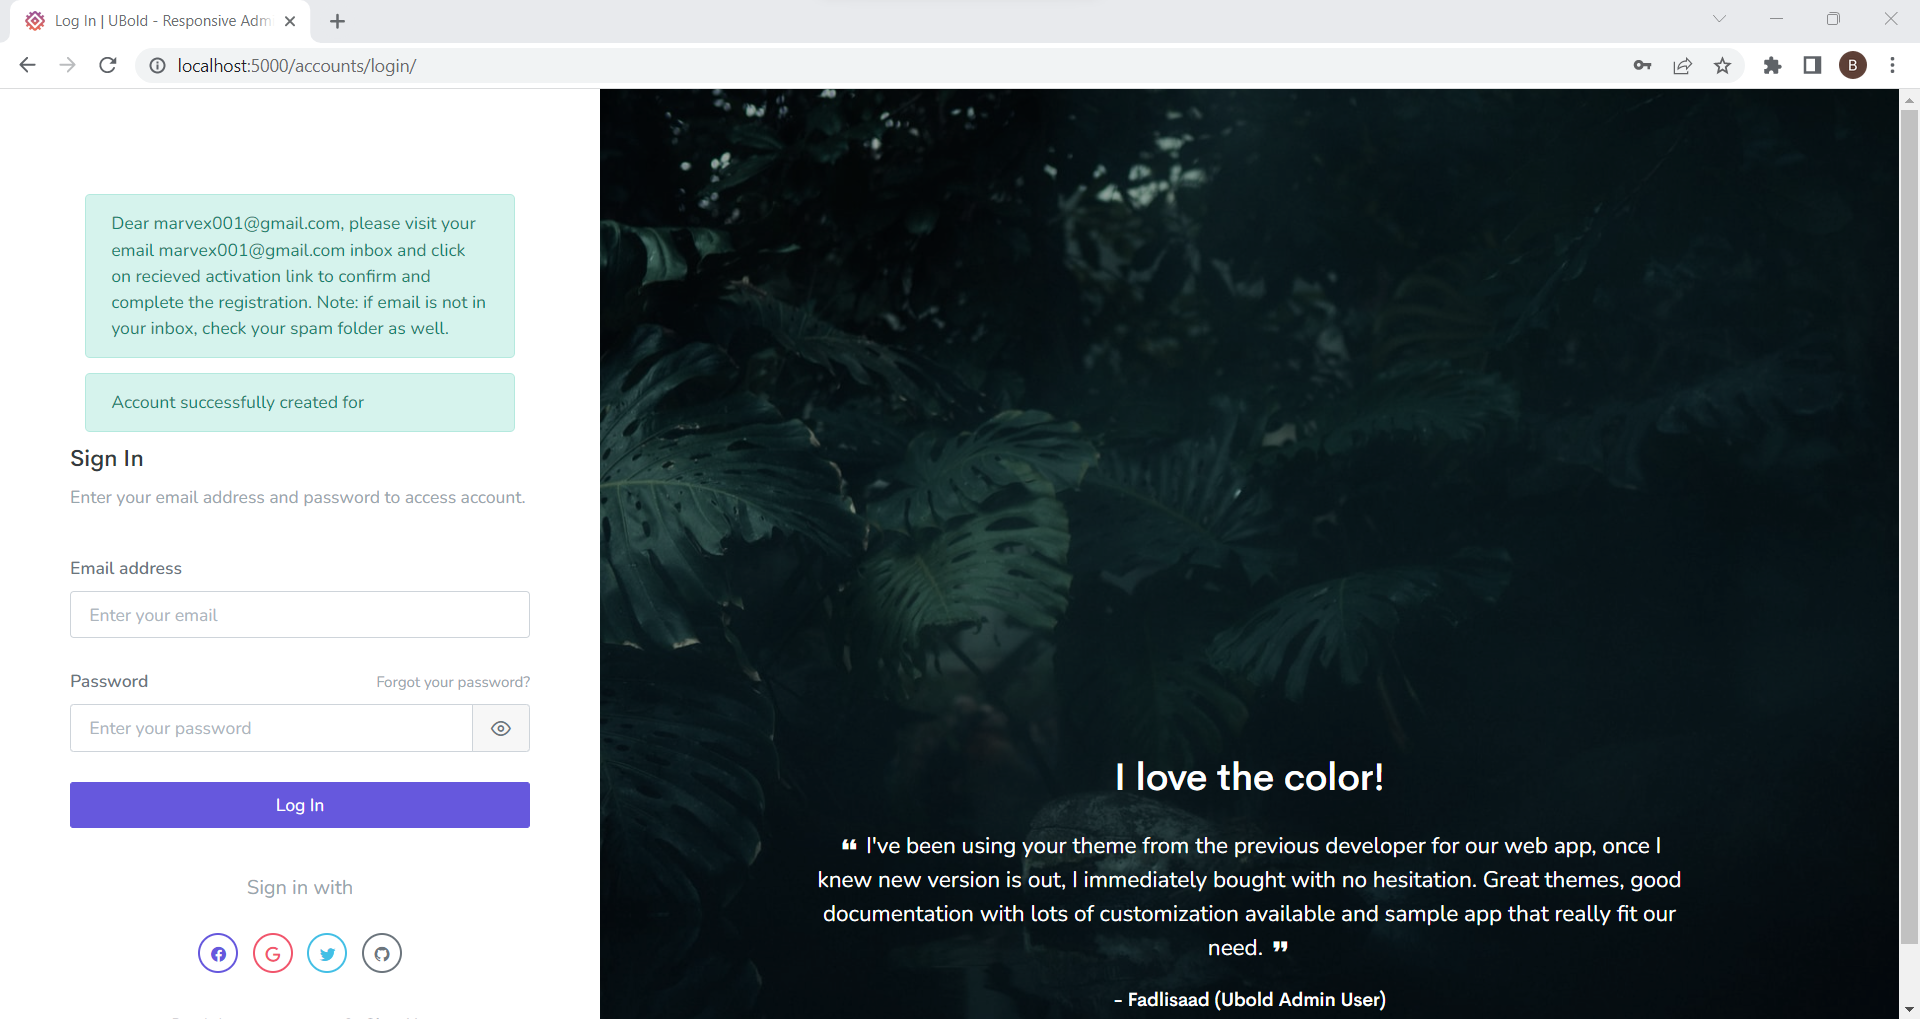 Log In | UBold - Responsive Adm
localhost:5000/accounts/login/
B
Dear marvex001@gmail.com, please visit your
email marvex001@gmail.com inbox and click
on recieved activation link to confirm and
complete the registration. Note: if email is not in
your inbox, check your spam folder as well.
Account successfully created for
Sign In
Enter your email address and password to access account.
Email address
Enter your email
Password
Forgot your password?
Enter your password
Log In
Sign in with
I love the color!
❝ I've been using your theme from the previous developer for our web app, once I
knew new version is out, I immediately bought with no hesitation. Great themes, good
documentation with lots of customization available and sample app that really fit our
need. ❞
- Fadlisaad (Ubold Admin User)